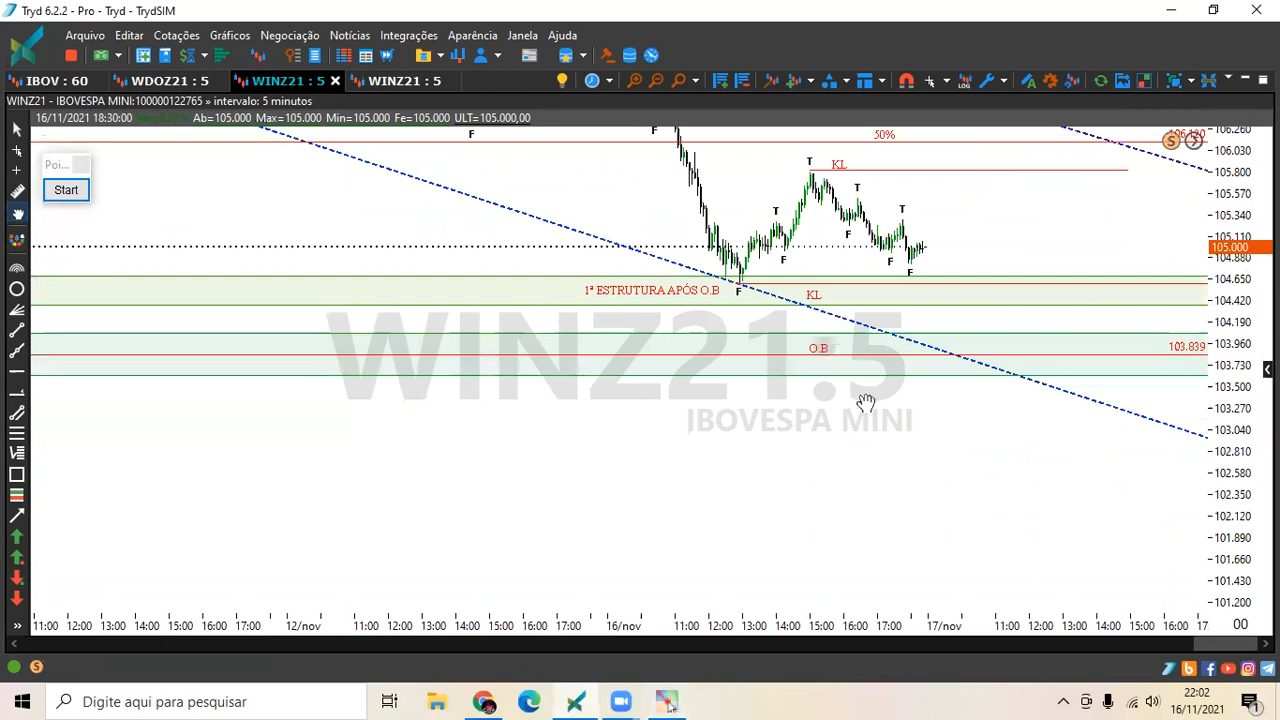 Tryd 6.2.2 - Pro - Tryd - TrydSIM
Arquivo Editar Cotações Gráficos Negociação Notícias Integrações Aparência Janela Ajuda
IBOV : 60 WDOZ21 : 5 WINZ21 : 5 WINZ21 : 5
LOG
WINZ21 - IBOVESPA MINI:100000122765 » intervalo: 5 minutos
16/11/2021 18:30:00 Ab=105.000 Max=105.000 Min=105.000 Fe=105.000 ULT=105.000,00
Poi...
Start
F
F
50%
S
T
KL
T
T
T
F
F
F
F
1ª ESTRUTURA APÓS O.B
F
KL
O.B
103.839
WINZ21.5
IBOVESPA MINI
106.260
106.030
105.800
105.570
105.340
105.110
105.000
104.880
104.650
104.420
104.190
103.960
103.730
103.500
103.270
103.040
102.810
102.580
102.350
102.120
101.890
101.660
101.430
101.200
11:00 12:00 13:00 14:00 15:00 16:00 17:00 12/nov 11:00 12:00 13:00 14:00 15:00 16:00 17:00 16/nov 11:00 12:00 13:00 14:00 15:00 16:00 17/nov 11:00 12:00 13:00 14:00 15:00 16:00 17 00
S
Digite aqui para pesquisar
22:02
16/11/2021
1